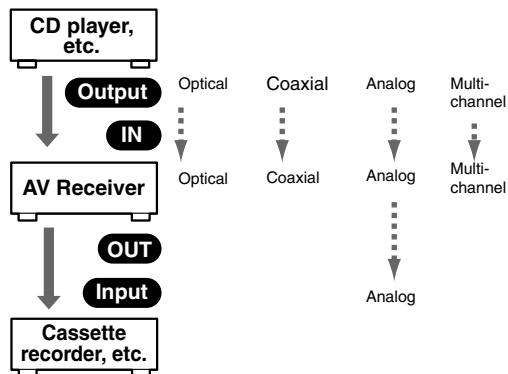 CD player,
etc.
Output
Optical
Coaxial
Analog
Multi-
channel
IN
AV Receiver
Optical
Coaxial
Analog
Multi-
channel
OUT
Input
Analog
Cassette
recorder, etc.